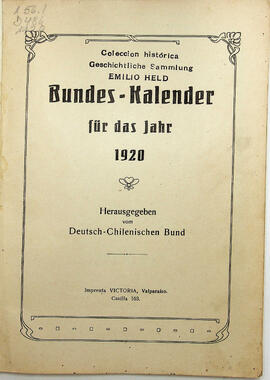 Coleccion histórica
Geschichtliche Sammlung
EMILIO HELD
Bundes-Kalender
für das Jahr
1920
Herausgegeben
vom
Deutsch-Chilenischen Bund
Imprenta VICTORIA, Valparaíso.
Casilla 163.